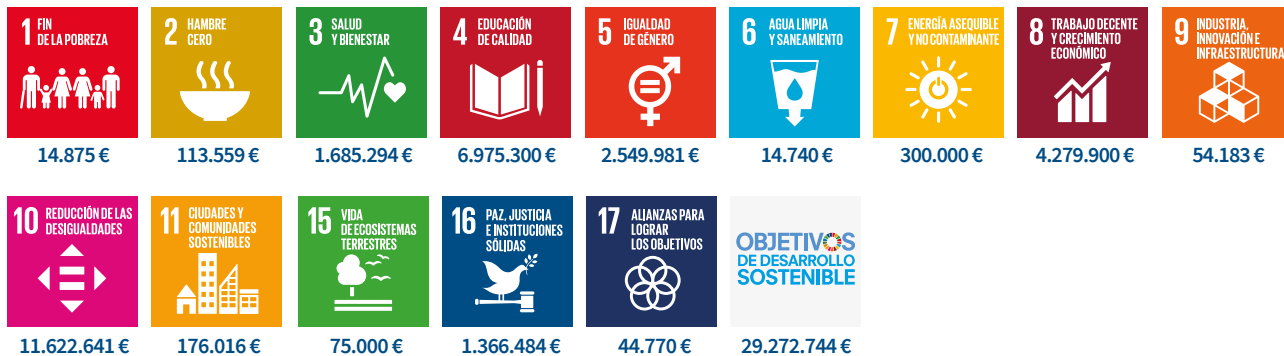 1 FIN
DE LA POBREZA
14.875 €
2 HAMBRE
CERO
113.559 €
3 SALUD
Y BIENESTAR
1.685.294 €
4 EDUCACIÓN
DE CALIDAD
6.975.300 €
5 IGUALDAD
DE GÉNERO
2.549.981 €
6 AGUA LIMPIA
Y SANEAMIENTO
14.740 €
7 ENERGÍA ASEQUIBLE
Y NO CONTAMINANTE
300.000 €
8 TRABAJO DECENTE
Y CRECIMIENTO
ECONÓMICO
4.279.900 €
9 INDUSTRIA,
INNOVACIÓN E
INFRAESTRUCTURA
54.183 €
10 REDUCCIÓN DE LAS
DESIGUALDADES
11.622.641 €
11 CIUDADES Y
COMUNIDADES
SOSTENIBLES
176.016 €
15 VIDA
DE ECOSISTEMAS
TERRESTRES
75.000 €
16 PAZ, JUSTICIA
E INSTITUCIONES
SÓLIDAS
1.366.484 €
17 ALIANZAS PARA
LOGRAR
LOS OBJETIVOS
44.770 €
OBJETIVOS
DE DESARROLLO
SOSTENIBLE
29.272.744 €